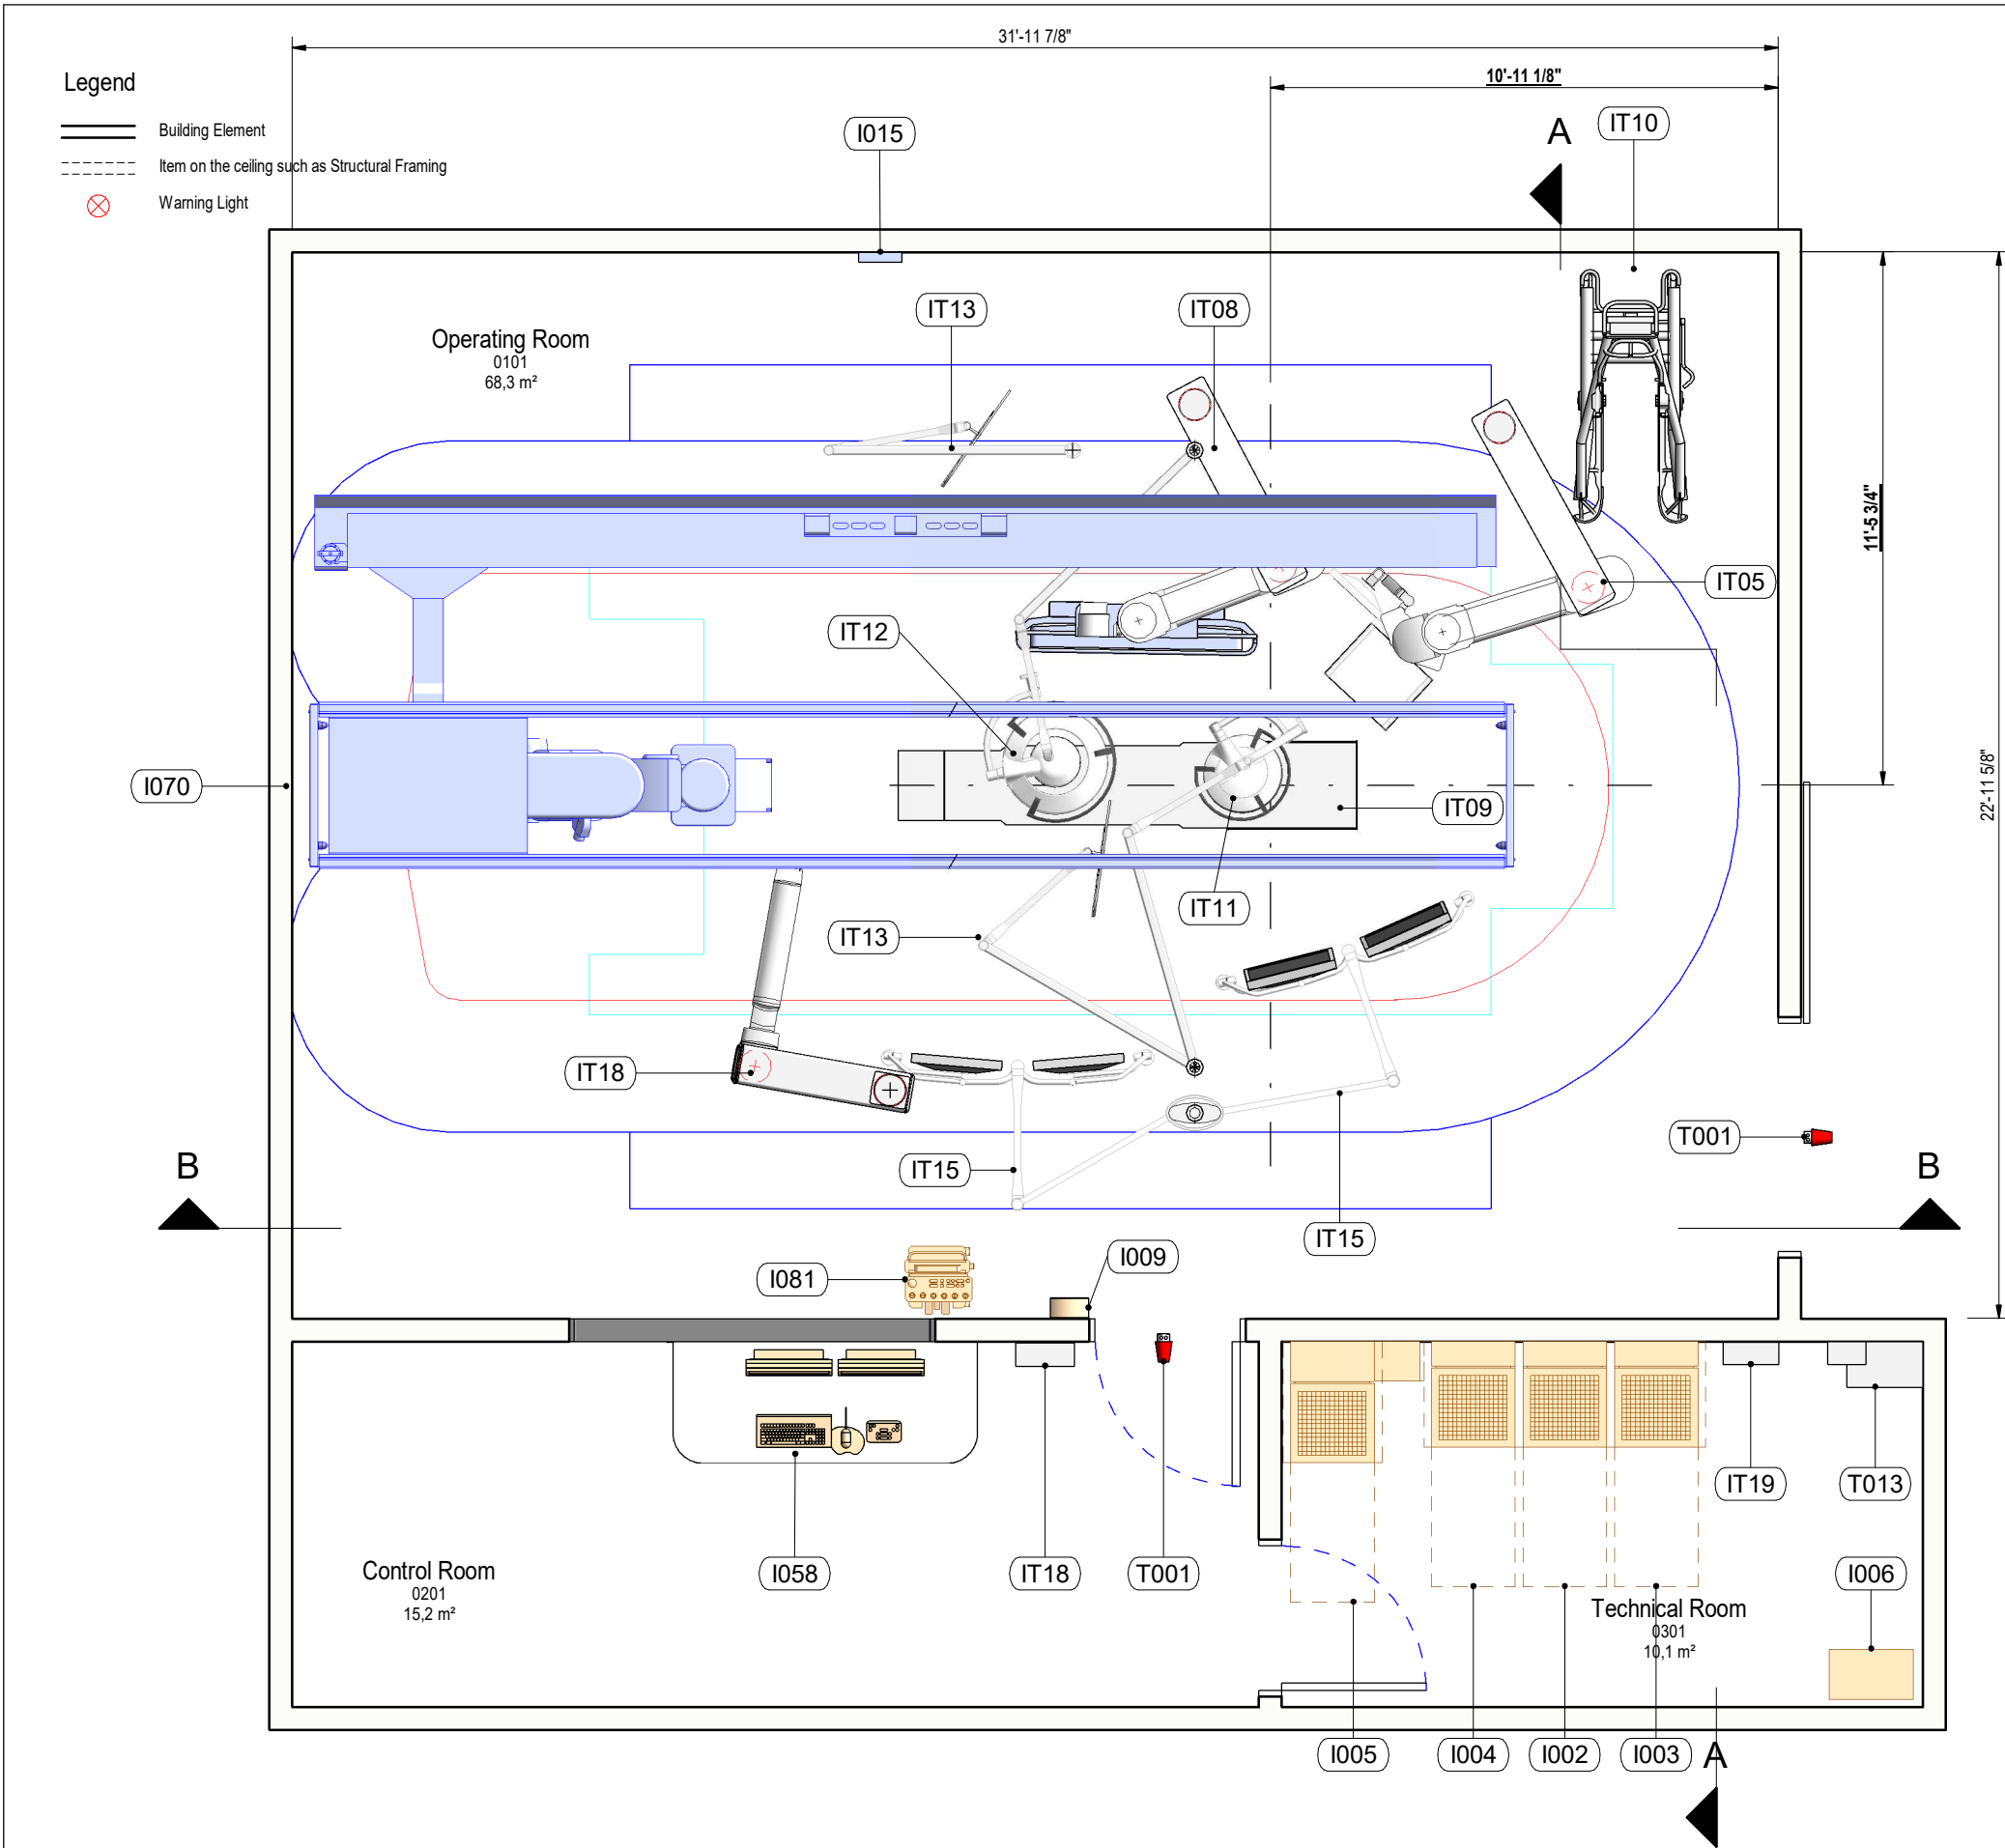 31'-11 7/8"
10'-11 1/8"
Legend
Building Element
Item on the ceiling such as Structural Framing
Warning Light
I015
A
IT10
IT13
IT08
Operating Room
0101
68,3 m²
11'-5 3/4"
IT05
IT12
I070
IT09
22'-11 5/8"
IT11
IT13
IT18
T001
B
IT15
B
IT15
I009
I081
IT19
T013
Control Room
0201
15,2 m²
I058
IT18
T001
I006
Technical Room
0301
10,1 m²
I005
I004
I002
I003
A